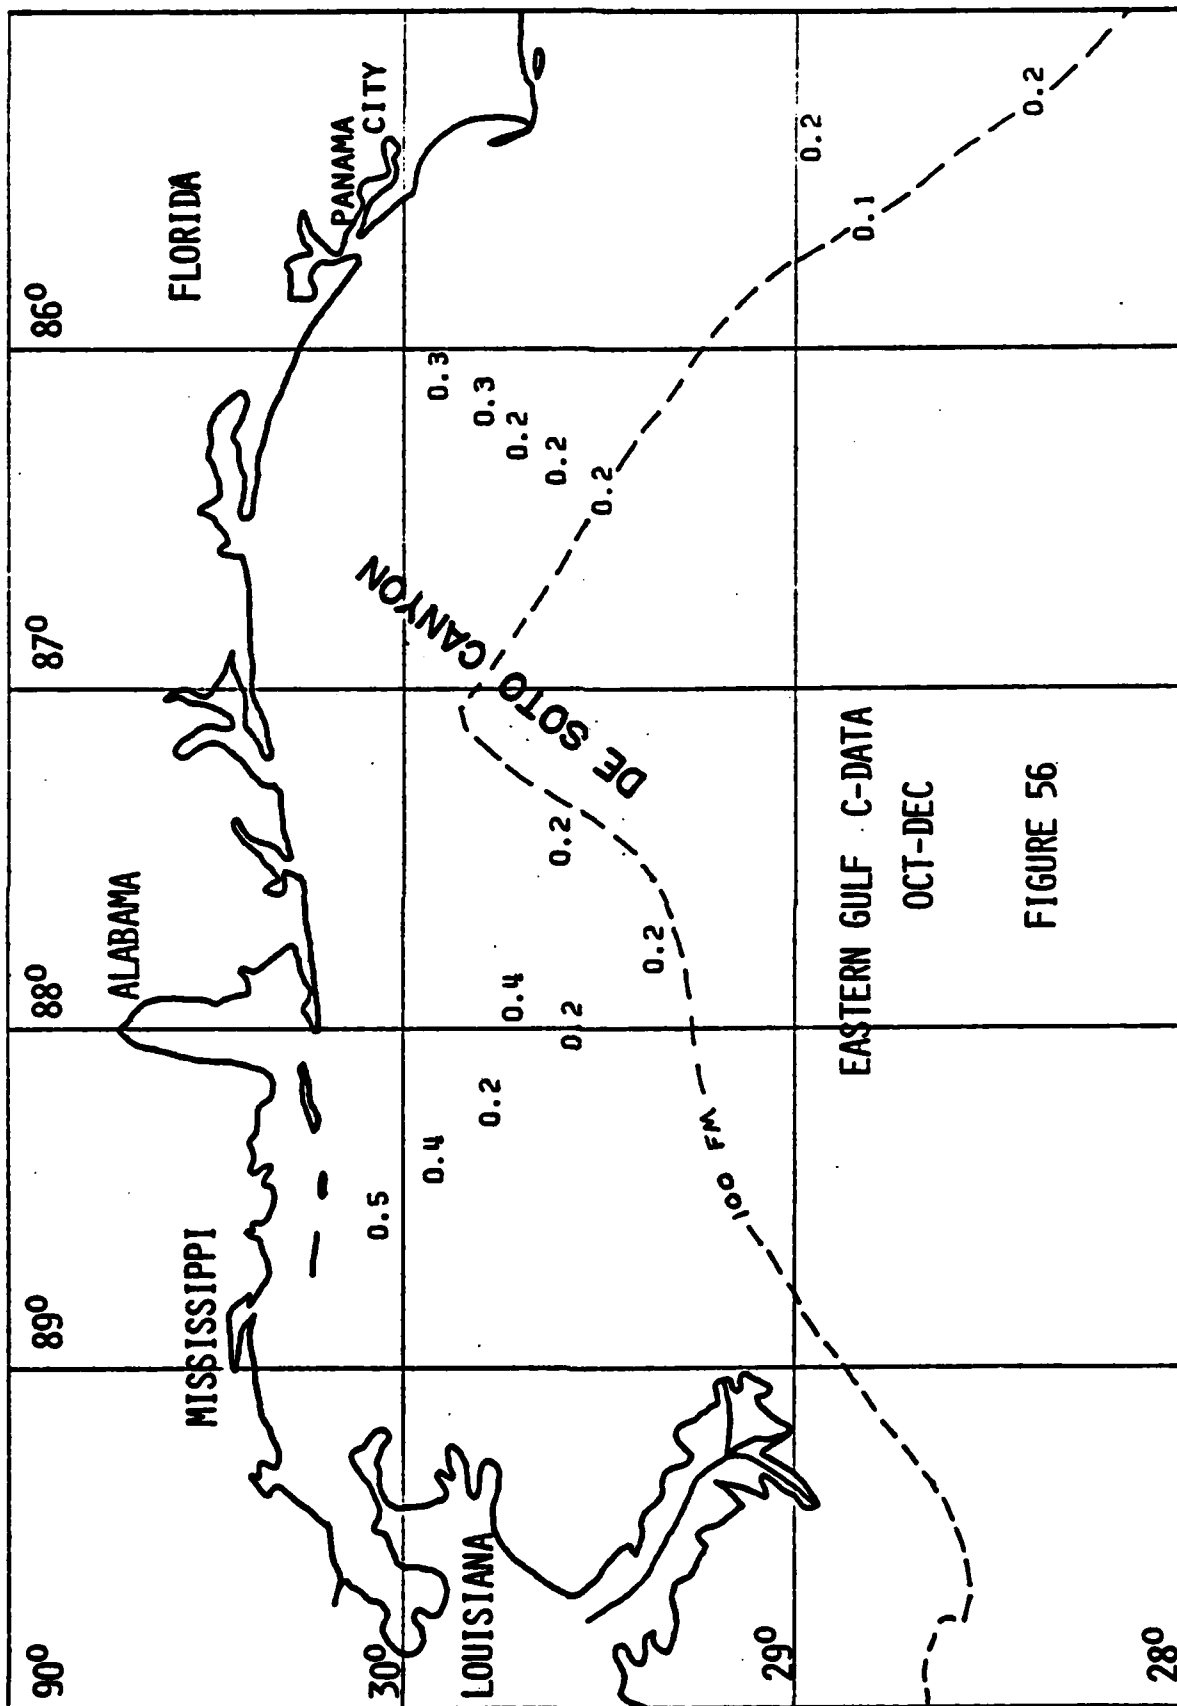 90°
89°
88°
87°
86°
ALABAMA
FLORIDA
MISSISSIPPI
PANAMA
CITY
30°
0.5
0.4
0.3
LOUISIANA
0.2
0.4
0.3
0.2
0.2
0.2
0.2
0.2
0.2
DE SOTO CANYON
0.2
29°
100 FM
0.1
0.2
EASTERN GULF C-DATA
OCT-DEC
FIGURE 56
28°